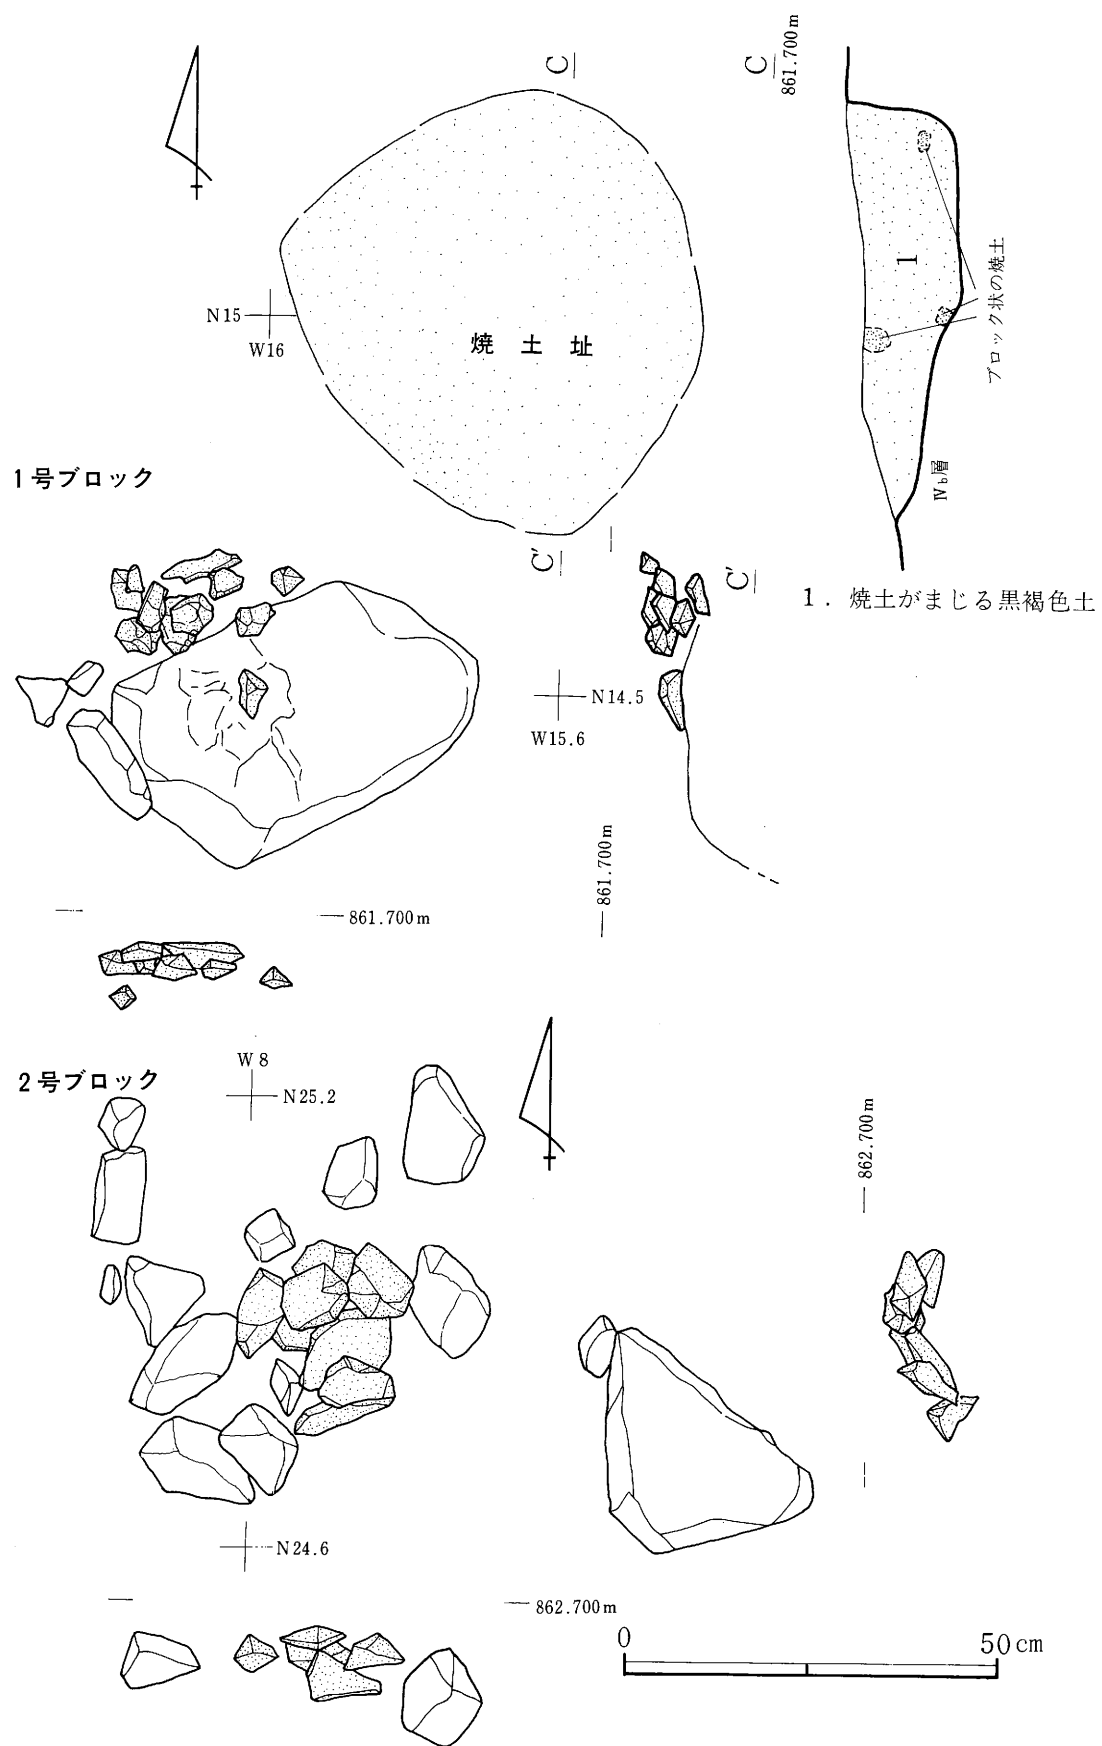 C
C
861.700m
N15
W16
焼土址
1
ブロック状の焼土
Ⅳb層
1号ブロック
C'
C'
1．焼土がまじる黒褐色土
N14.5
W15.6
861.700m
861.700m
2号ブロック
W8
N25.2
862.700m
N24.6
862.700m
0
50cm